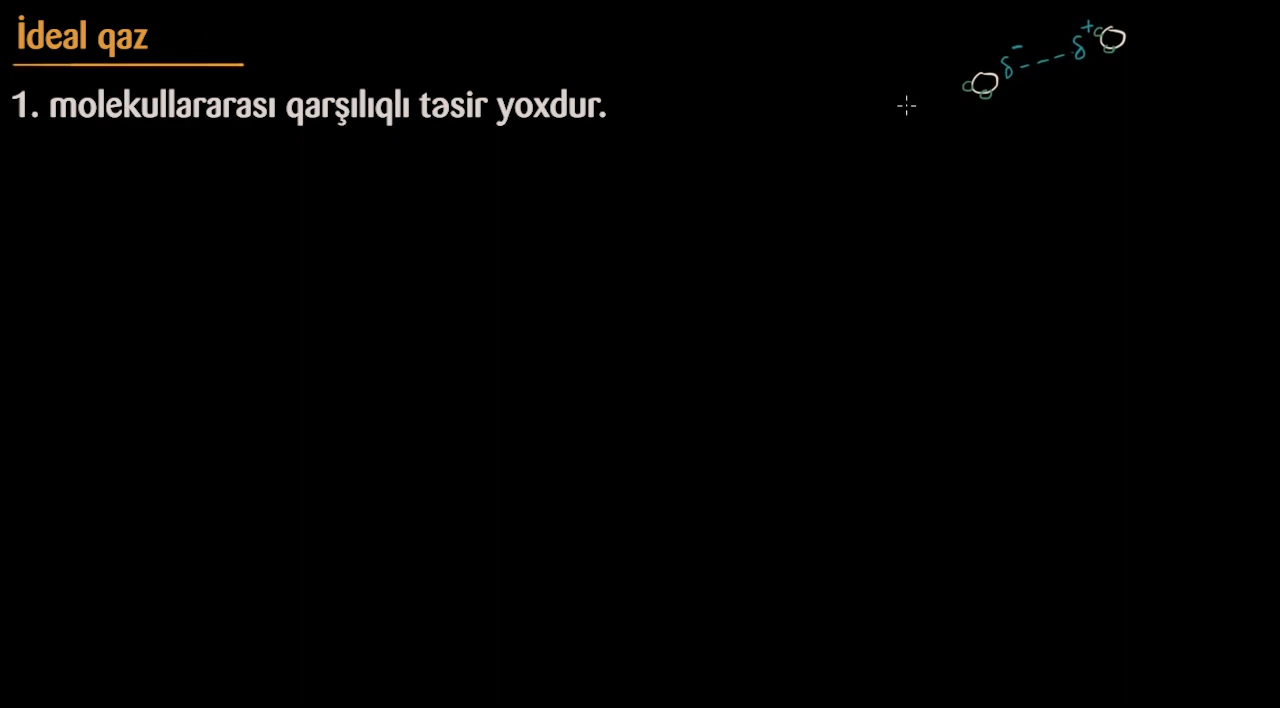 İdeal qaz
δ⁻ δ⁺
1. molekullararası qarşılıqlı təsir yoxdur.